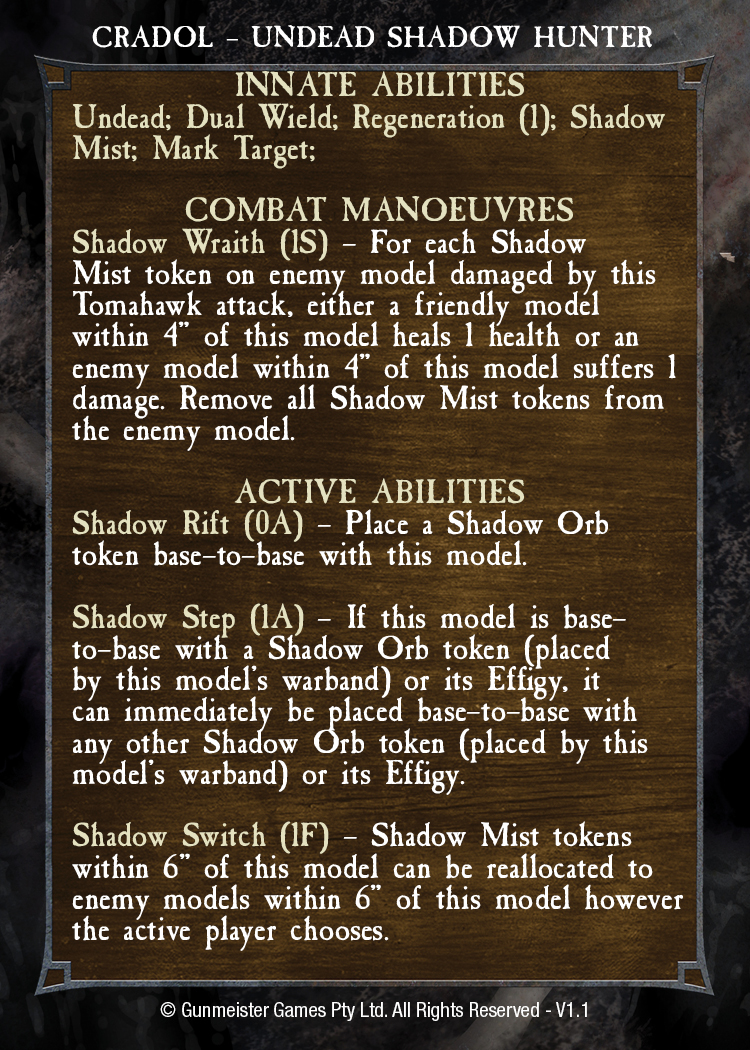 CRADOL – UNDEAD SHADOW HUNTER
INNATE ABILITIES
Undead; Dual Wield; Regeneration (1); Shadow
Mist; Mark Target;
COMBAT MANOEUVRES
Shadow Wraith (1S) – For each Shadow
Mist token on enemy model damaged by this
Tomahawk attack, either a friendly model
within 4" of this model heals 1 health or an
enemy model within 4" of this model suffers 1
damage. Remove all Shadow Mist tokens from
the enemy model.
ACTIVE ABILITIES
Shadow Rift (0A) – Place a Shadow Orb
token base-to-base with this model.
Shadow Step (1A) – If this model is base-
to-base with a Shadow Orb token (placed
by this model's warband) or its Effigy, it
can immediately be placed base-to-base with
any other Shadow Orb token (placed by this
model's warband) or its Effigy.
Shadow Switch (1F) – Shadow Mist tokens
within 6" of this model can be reallocated to
enemy models within 6" of this model however
the active player chooses.
© Gunmeister Games Pty Ltd. All Rights Reserved - V1.1